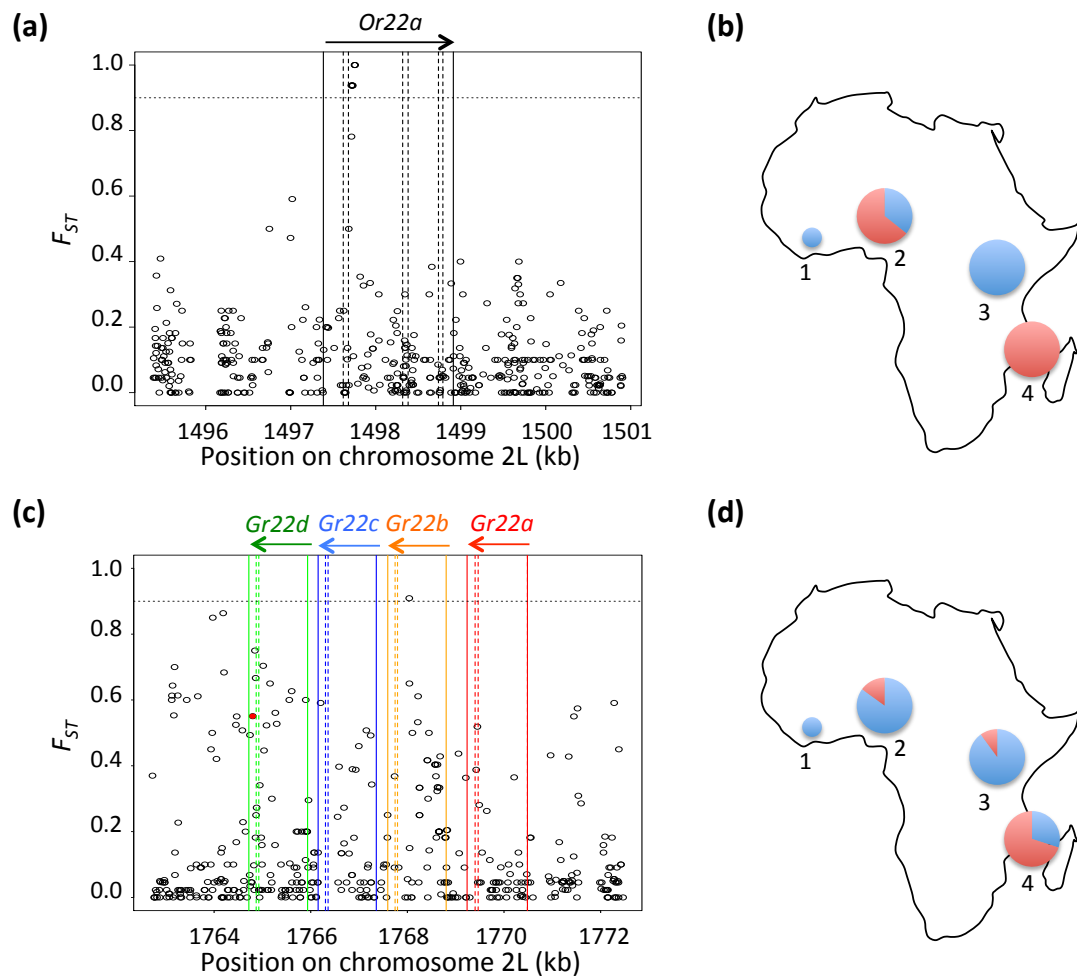 (a)
Or22a
1.0
0.8
0.6
0.4
0.2
0.0
FST
1496 1497 1498 1499 1500 1501
Position on chromosome 2L (kb)
(b)
1
2
3
4
(c)
Gr22d Gr22c Gr22b Gr22a
1.0
0.8
0.6
0.4
0.2
0.0
FST
1764 1766 1768 1770 1772
Position on chromosome 2L (kb)
(d)
1
2
3
4